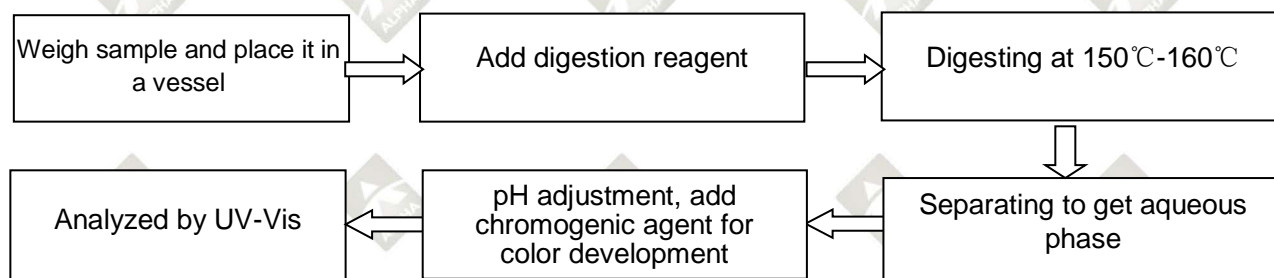 Weigh sample and place it in
a vessel
Add digestion reagent
Digesting at 150℃-160℃
Separating to get aqueous
phase
pH adjustment, add
chromogenic agent for
color development
Analyzed by UV-Vis